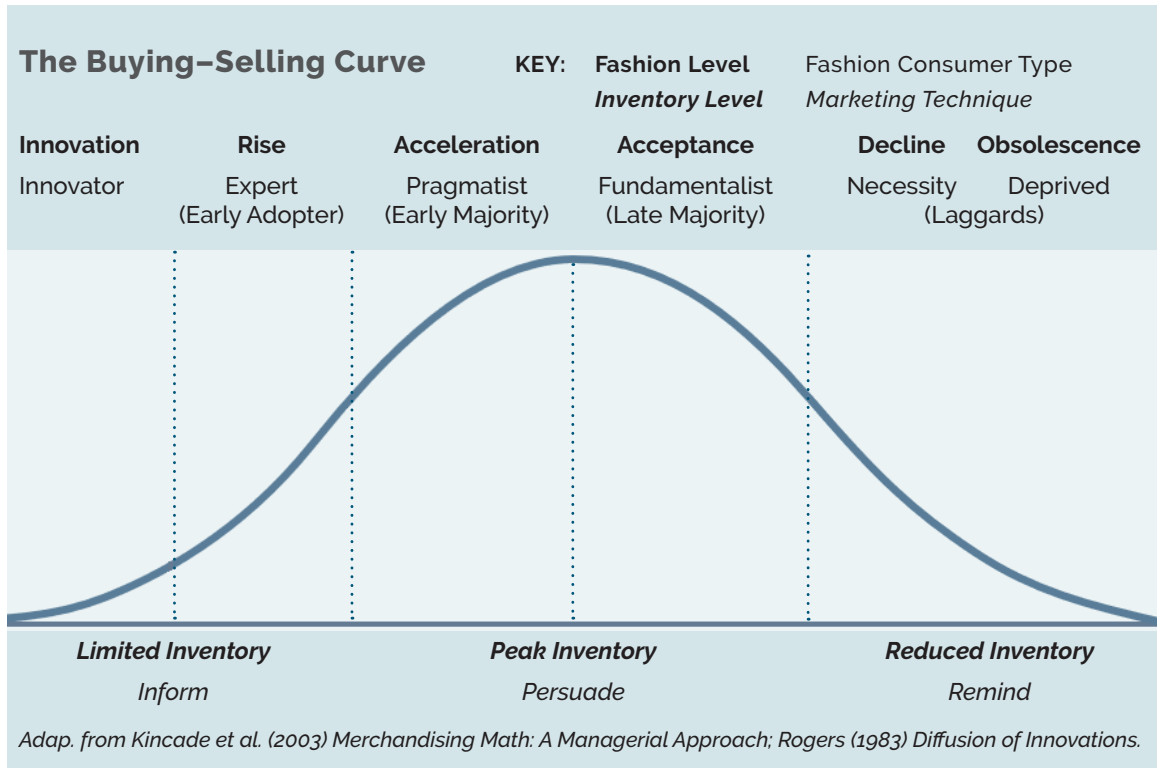 The Buying–Selling Curve KEY: Fashion Level Fashion Consumer Type
Inventory Level Marketing Technique
Innovation Rise Acceleration Acceptance Decline Obsolescence
Innovator Expert Pragmatist Fundamentalist Necessity Deprived
(Early Adopter) (Early Majority) (Late Majority) (Laggards)
Limited Inventory Peak Inventory Reduced Inventory
Inform Persuade Remind
Adap. from Kincade et al. (2003) Merchandising Math: A Managerial Approach; Rogers (1983) Diffusion of Innovations.